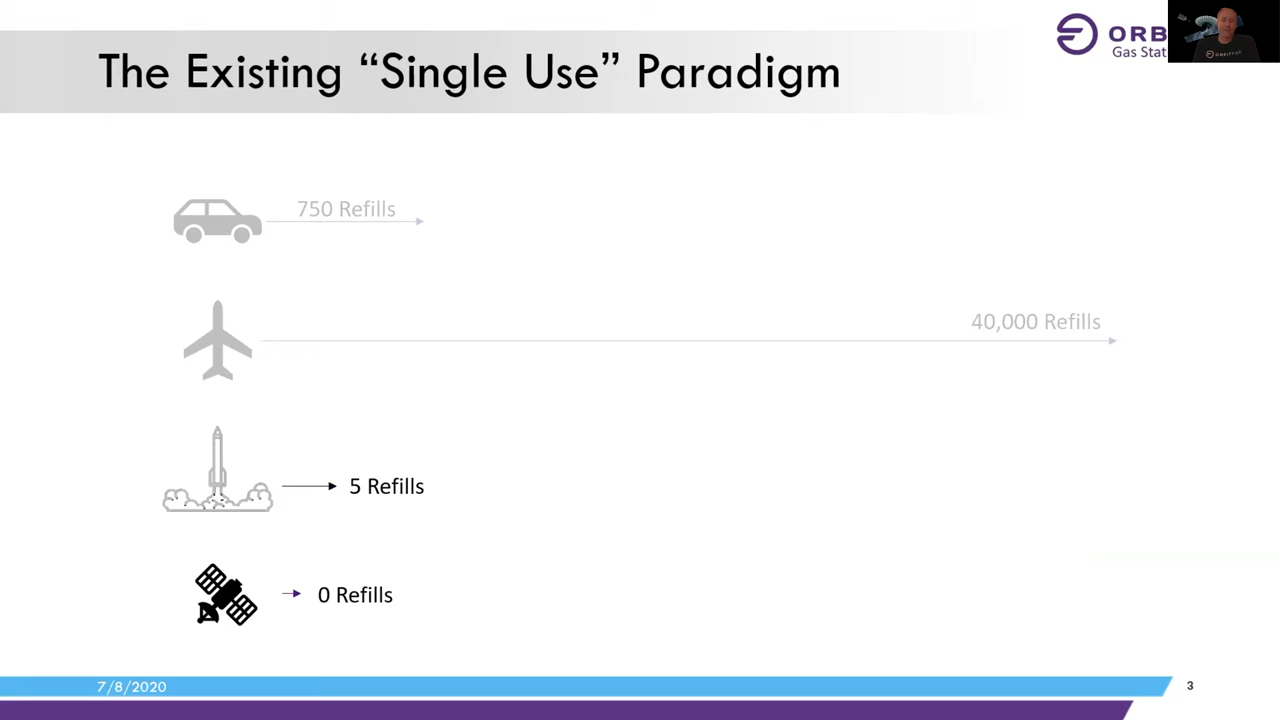 The Existing “Single Use” Paradigm
ORB
Gas Stat
750 Refills
40,000 Refills
5 Refills
0 Refills
7/8/2020
3